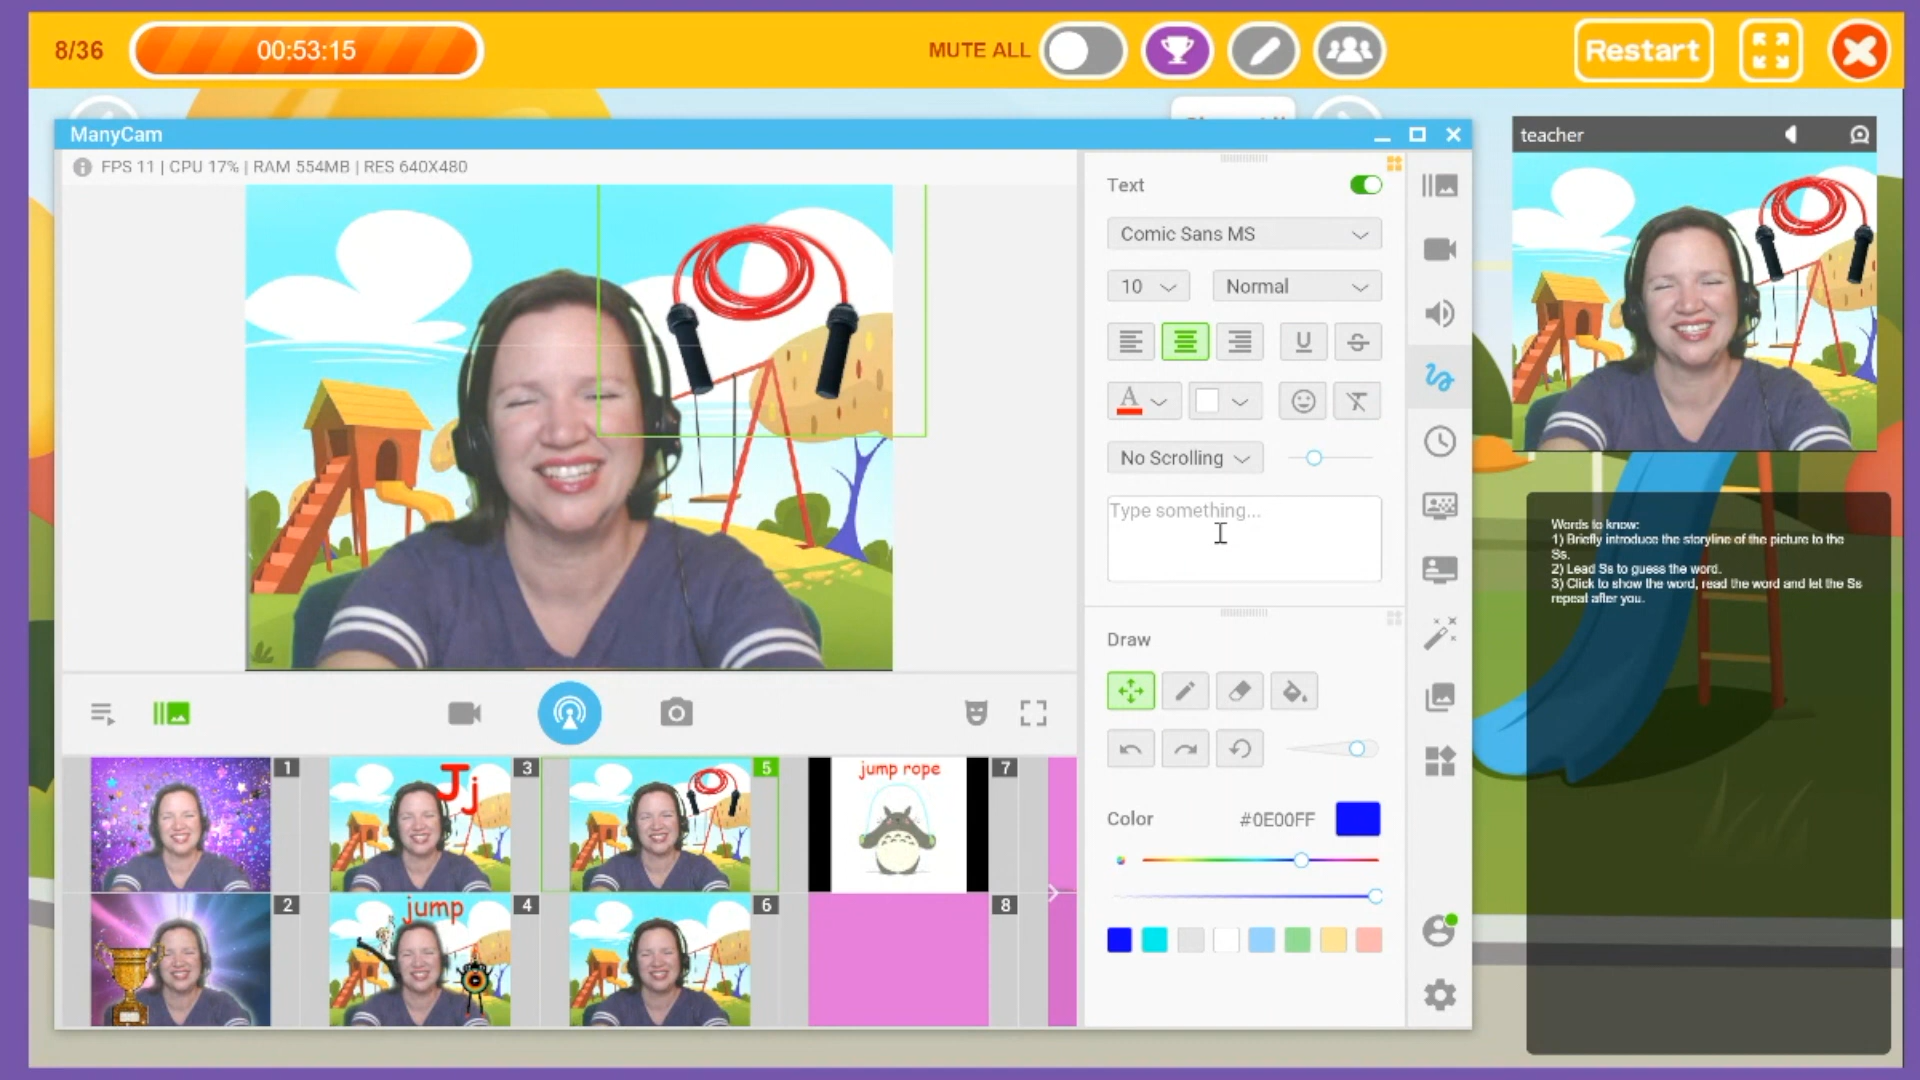 8/36
00:53:15
MUTE ALL
Restart
ManyCam
FPS 11 | CPU 17% | RAM 554MB | RES 640X480
teacher
Text
Comic Sans MS
10
Normal
A
No Scrolling
Type something...
Draw
Color
#0E00FF
Words to know:
1) Briefly introduce the storyline of the picture to the
Ss.
2) Lead Ss to guess the word.
3) Click to show the word, read the word and let the Ss
repeat after you.
1
Jj
3
5
jump rope
7
2
jump
4
6
8